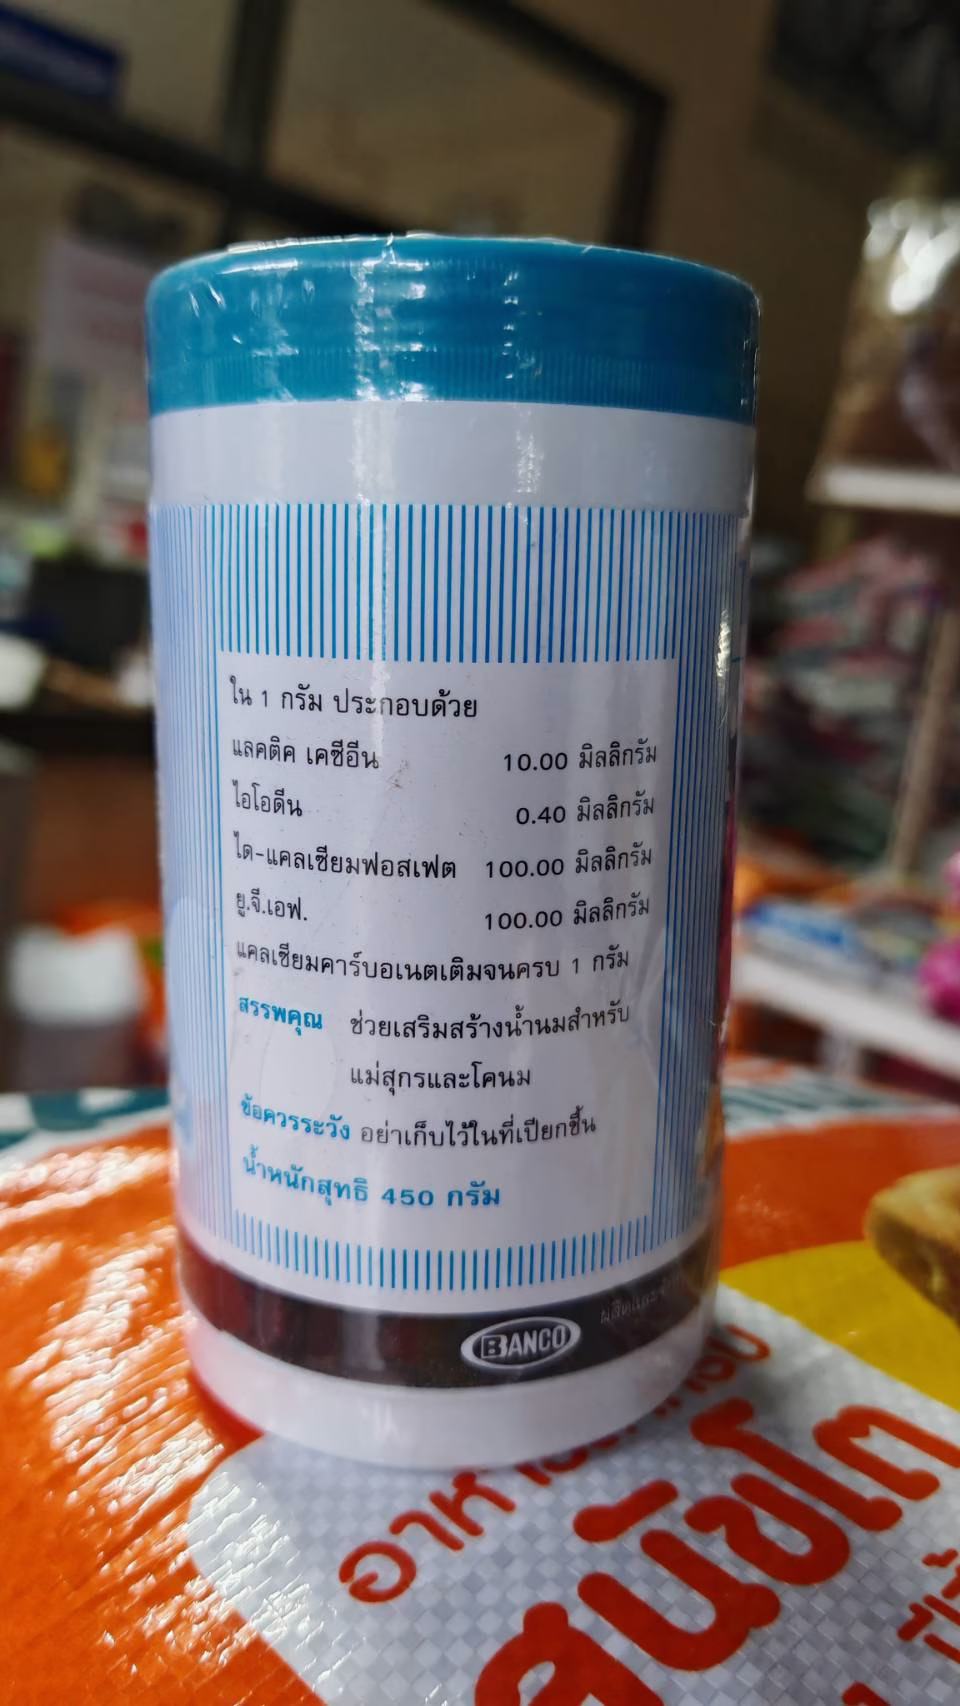 ใน 1 กรัม ประกอบด้วย
แลคติค เคซีอีน 10.00 มิลลิกรัม
ไอโอดีน 0.40 มิลลิกรัม
ได-แคลเซียมฟอสเฟต 100.00 มิลลิกรัม
ยู.จี.เอฟ. 100.00 มิลลิกรัม
แคลเซียมคาร์บอเนตเติมจนครบ 1 กรัม
สรรพคุณ ช่วยเสริมสร้างน้ำนมสำหรับ
แม่สุกรและโคนม
ข้อควรระวัง อย่าเก็บไว้ในที่เปียกชื้น
น้ำหนักสุทธิ 450 กรัม
BANCO
ผลิตและ